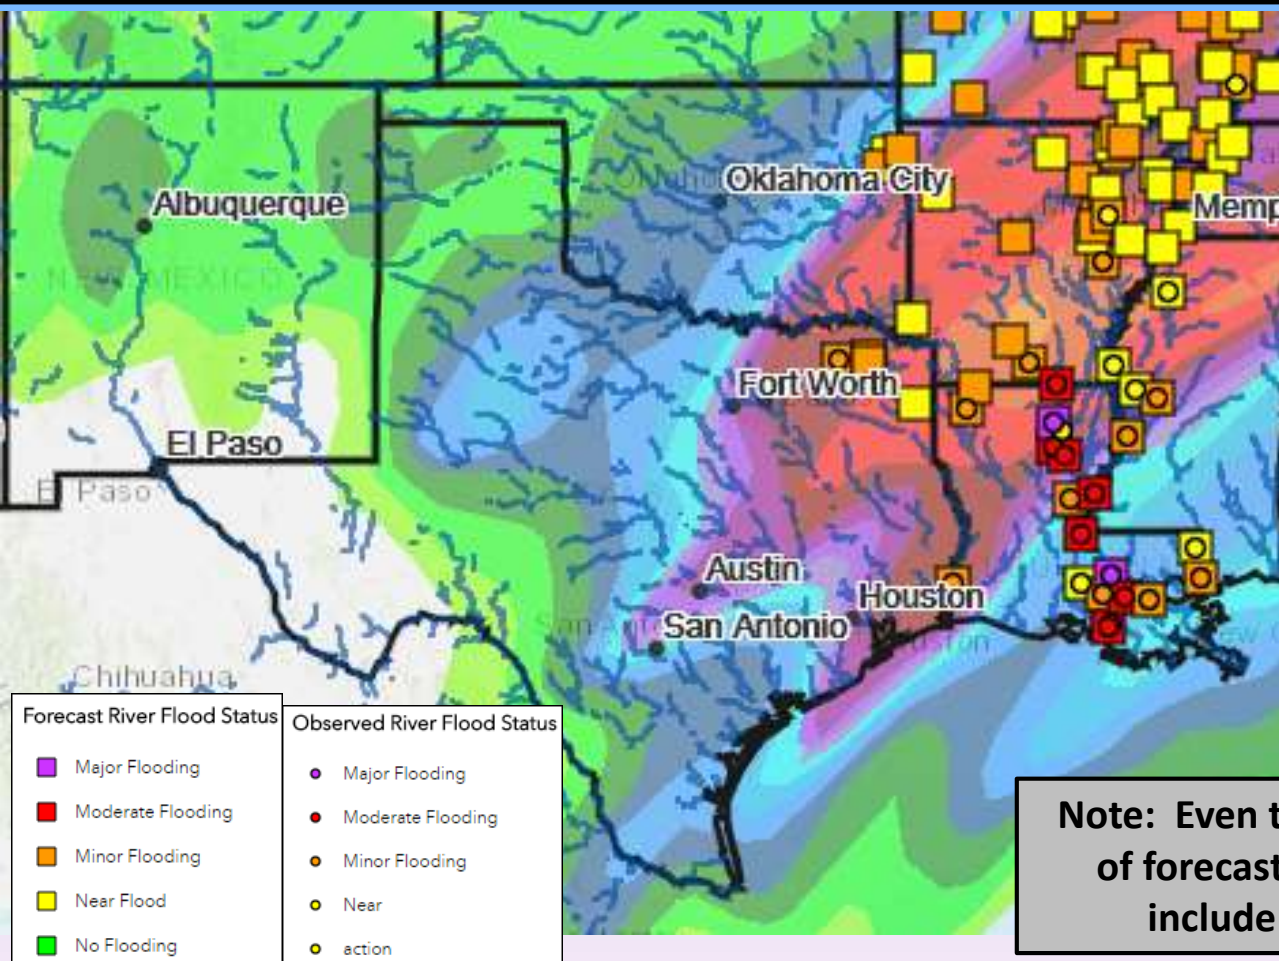 Oklahoma City
Albuquerque
Memp
NEW MEXICO
Fort Worth
El Paso
El Paso
Austin
Houston
San Antonio
Chihuahua
Forecast River Flood Status
Major Flooding
Moderate Flooding
Minor Flooding
Near Flood
No Flooding
Observed River Flood Status
Major Flooding
Moderate Flooding
Minor Flooding
Near
action
Note:  Even t
of forecast
include